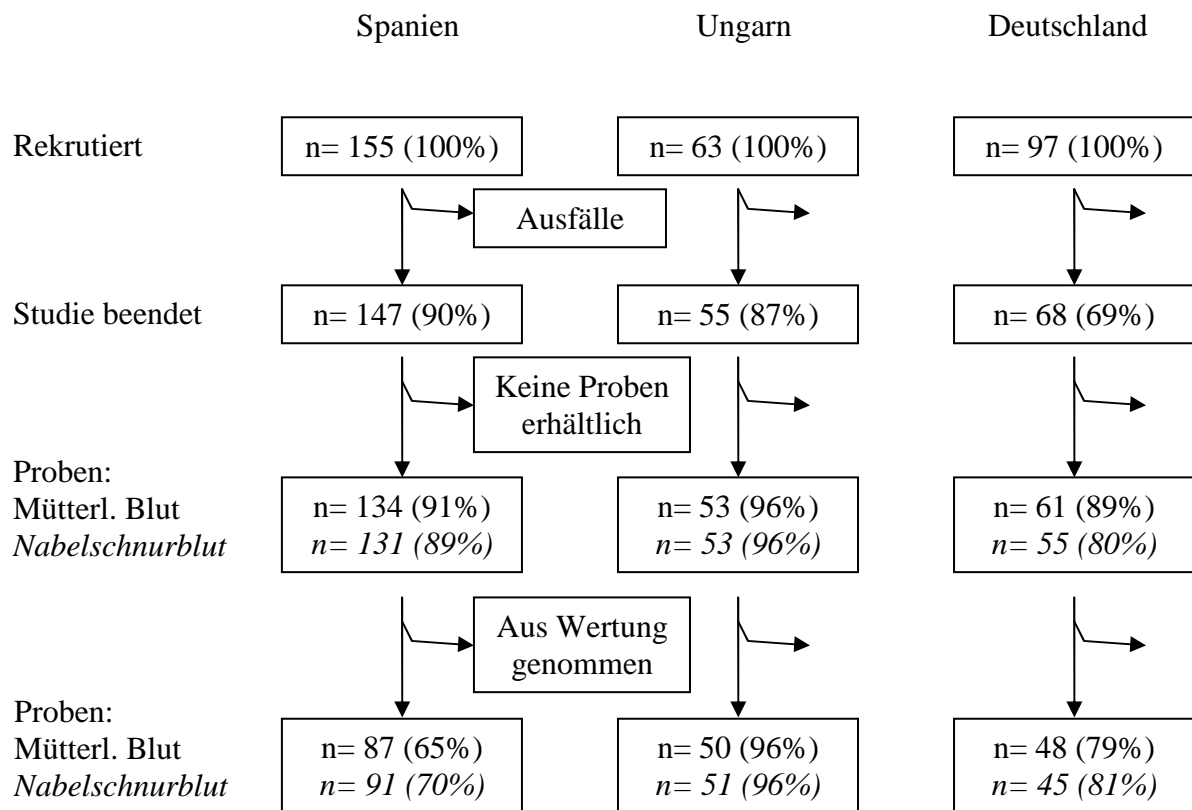 Spanien Ungarn Deutschland
Rekrutiert n= 155 (100%) n= 63 (100%) n= 97 (100%)
Ausfälle
Studie beendet n= 147 (90%) n= 55 (87%) n= 68 (69%)
Keine Proben
erhältlich
Proben:
Mütterl. Blut n= 134 (91%) n= 53 (96%) n= 61 (89%)
Nabelschnurblut n= 131 (89%) n= 53 (96%) n= 55 (80%)
Aus Wertung
genommen
Proben:
Mütterl. Blut n= 87 (65%) n= 50 (96%) n= 48 (79%)
Nabelschnurblut n= 91 (70%) n= 51 (96%) n= 45 (81%)